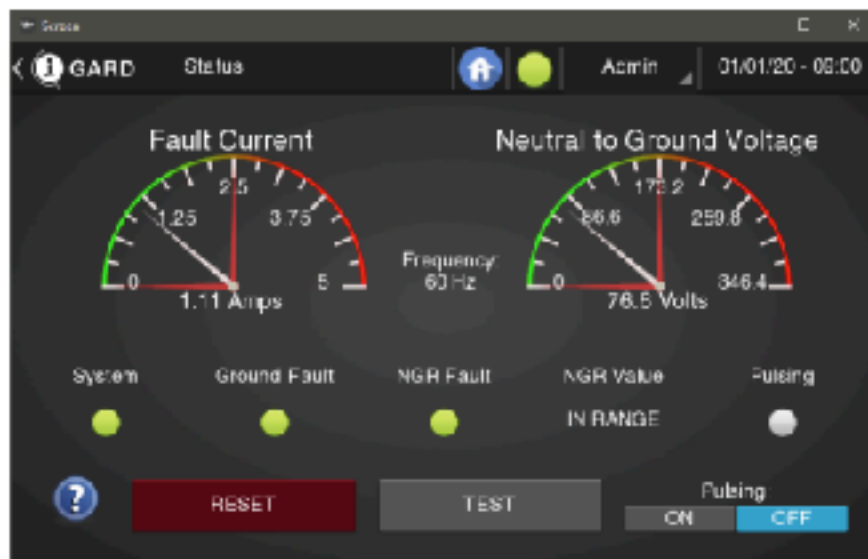 Screen
GARD Status Admin 01/01/20 - 09:00
Fault Current
0 1.25 2.5 3.75 5
1.11 Amps
Frequency:
60 Hz
Neutral to Ground Voltage
0 86.6 173.2 259.8 346.4
76.5 Volts
System Ground Fault NGR Fault NGR Value Pulsing
IN RANGE
? RESET TEST
Pulsing:
ON OFF